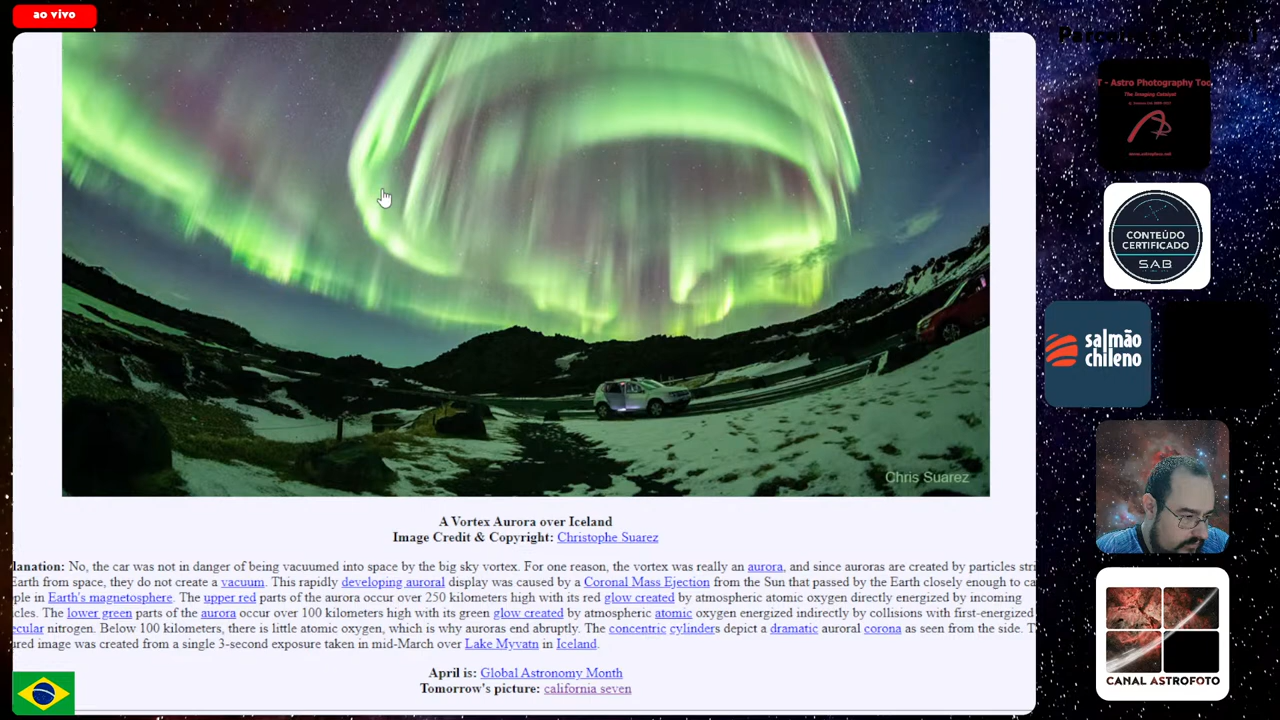 ao vivo
T - Astro Photography Too
The Imaging Catalyst
www.astrophoto.net
CONTEÚDO
CERTIFICADO
SAB
salmão
chileno
Chris Suarez
A Vortex Aurora over Iceland
Image Credit & Copyright: Christophe Suarez
lanation: No, the car was not in danger of being vacuumed into space by the big sky vortex. For one reason, the vortex was really an aurora, and since auroras are created by particles stri
Earth from space, they do not create a vacuum. This rapidly developing auroral display was caused by a Coronal Mass Ejection from the Sun that passed by the Earth closely enough to ca
ple in Earth's magnetosphere. The upper red parts of the aurora occur over 250 kilometers high with its red glow created by atmospheric atomic oxygen directly energized by incoming
cles. The lower green parts of the aurora occur over 100 kilometers high with its green glow created by atmospheric atomic oxygen energized indirectly by collisions with first-energized
ecular nitrogen. Below 100 kilometers, there is little atomic oxygen, which is why auroras end abruptly. The concentric cylinders depict a dramatic auroral corona as seen from the side. T
ured image was created from a single 3-second exposure taken in mid-March over Lake Myvatn in Iceland.
April is: Global Astronomy Month
Tomorrow's picture: california seven
CANAL ASTROFOTO